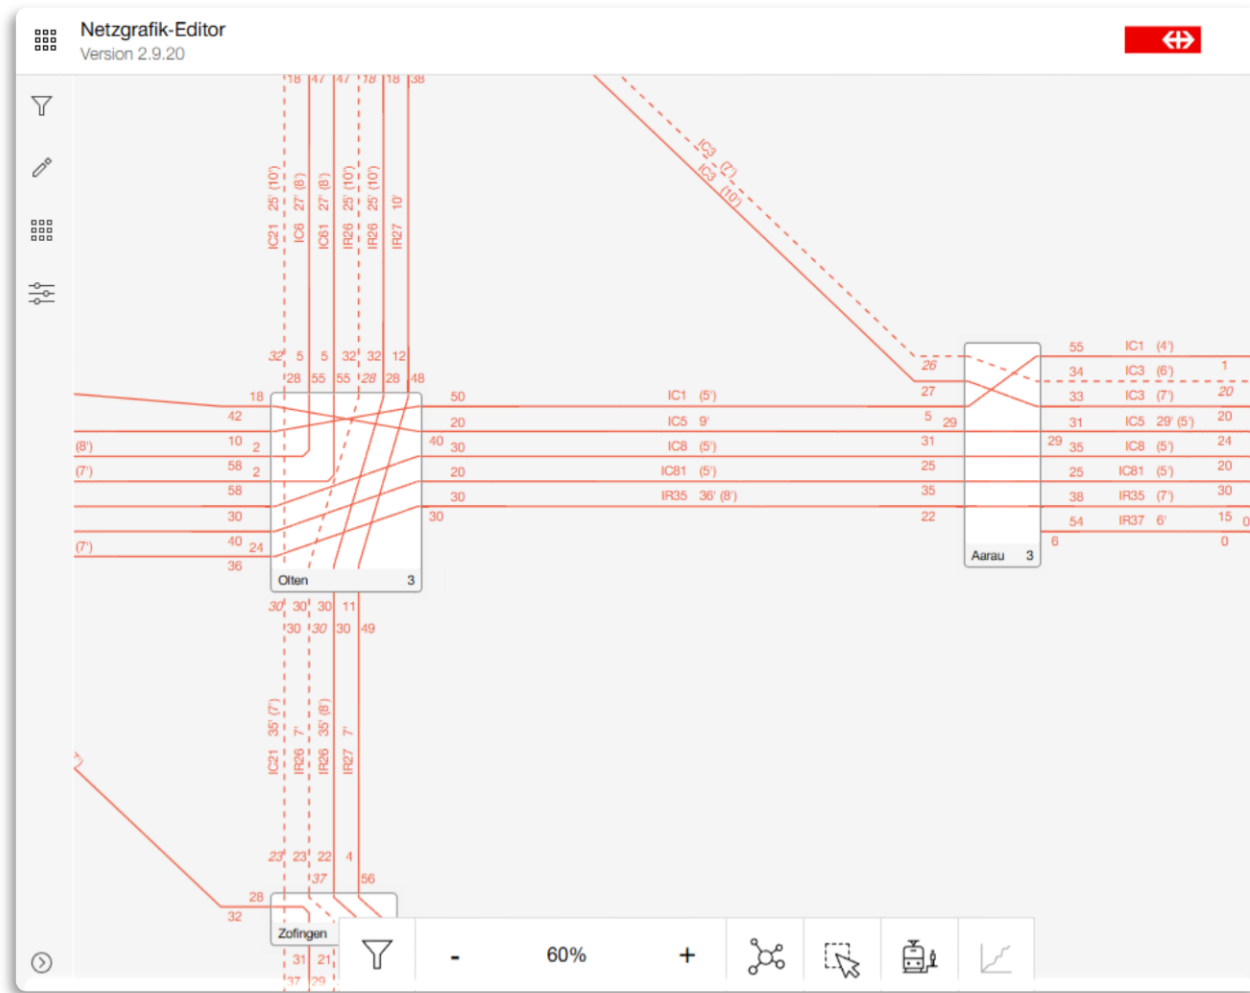 Netzgrafik-Editor
Version 2.9.20
18 47 47 18 18 38
IC3 (7')
IC3 (10')
IC21 25' (10')
IC6 27' (8')
IC61 27' (8')
IR26 25' (10')
IR26 25' (10')
IR27 10'
32 5 5 32 32 12
28 55 55 28 28 48
55 IC1 (4')
26 34 IC3 (6') 1
18 50 IC1 (5') 27 33 IC3 (7') 20
42 20 IC5 9' 5 29 31 IC5 29' (5') 20
10 2 40 30 IC8 (5') 31 29 35 IC8 (5') 24
(8')
58 2 20 IC81 (5') 25 25 IC81 (5') 20
(7')
58 30 IR35 36' (8') 35 38 IR35 (7') 30
30 30 22 54 IR37 6' 15 0
40 24 6 0
(7')
36
Olten 3
Aarau 3
30 30 30 11
30 30 30 49
IC21 35' (7')
IR26 7'
IR26 35' (8')
IR27 7'
23 23 22 4
37 56
28
32
Zofingen
31 21
37 29
- 60% +